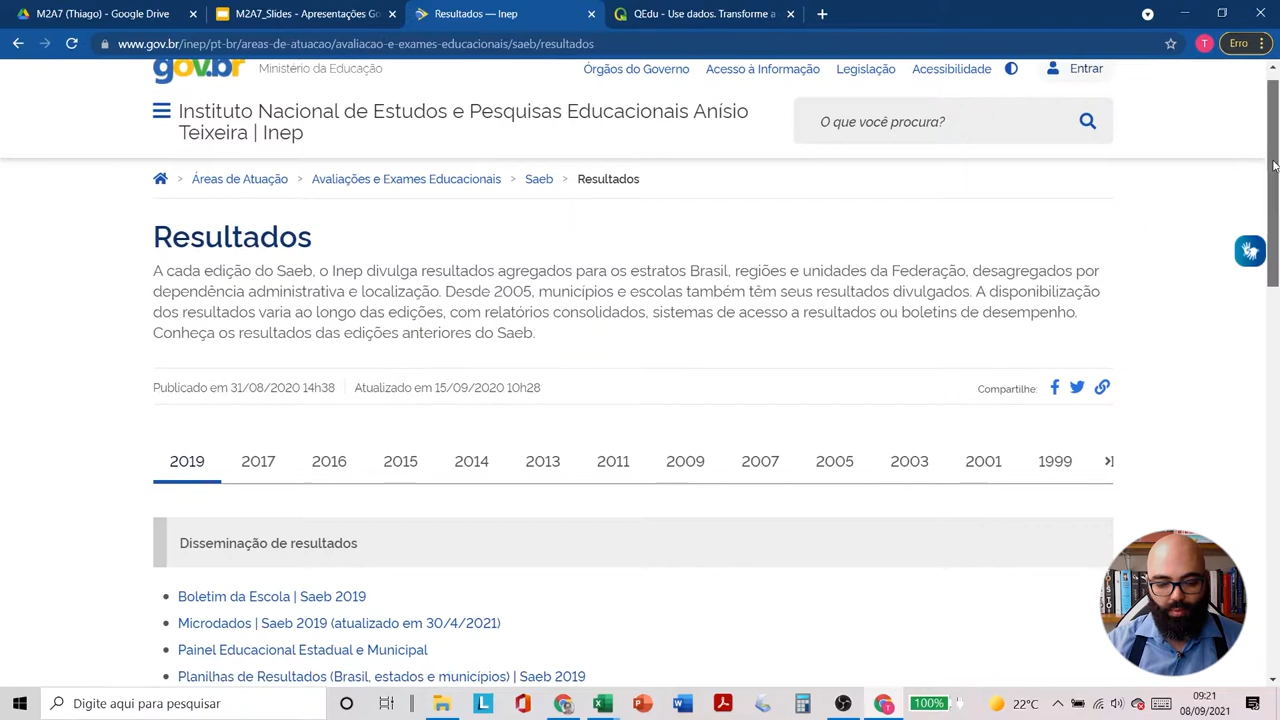 M2A7 (Thiago) - Google Drive
M2A7_Slides - Apresentações Go
Resultados — Inep
QEdu - Use dados. Transforme a
www.gov.br/inep/pt-br/areas-de-atuacao/avaliacao-e-exames-educacionais/saeb/resultados
T
Erro
gov.br
Ministério da Educação
Órgãos do Governo
Acesso à Informação
Legislação
Acessibilidade
Entrar
Instituto Nacional de Estudos e Pesquisas Educacionais Anísio
Teixeira | Inep
O que você procura?
> Áreas de Atuação > Avaliações e Exames Educacionais > Saeb > Resultados
Resultados
A cada edição do Saeb, o Inep divulga resultados agregados para os estratos Brasil, regiões e unidades da Federação, desagregados por
dependência administrativa e localização. Desde 2005, municípios e escolas também têm seus resultados divulgados. A disponibilização
dos resultados varia ao longo das edições, com relatórios consolidados, sistemas de acesso a resultados ou boletins de desempenho.
Conheça os resultados das edições anteriores do Saeb.
Publicado em 31/08/2020 14h38
Atualizado em 15/09/2020 10h28
Compartilhe:
2019 2017 2016 2015 2014 2013 2011 2009 2007 2005 2003 2001 1999
Disseminação de resultados
Boletim da Escola | Saeb 2019
Microdados | Saeb 2019 (atualizado em 30/4/2021)
Painel Educacional Estadual e Municipal
Planilhas de Resultados (Brasil, estados e municípios) | Saeb 2019
Digite aqui para pesquisar
100%
22°C
09:21
08/09/2021